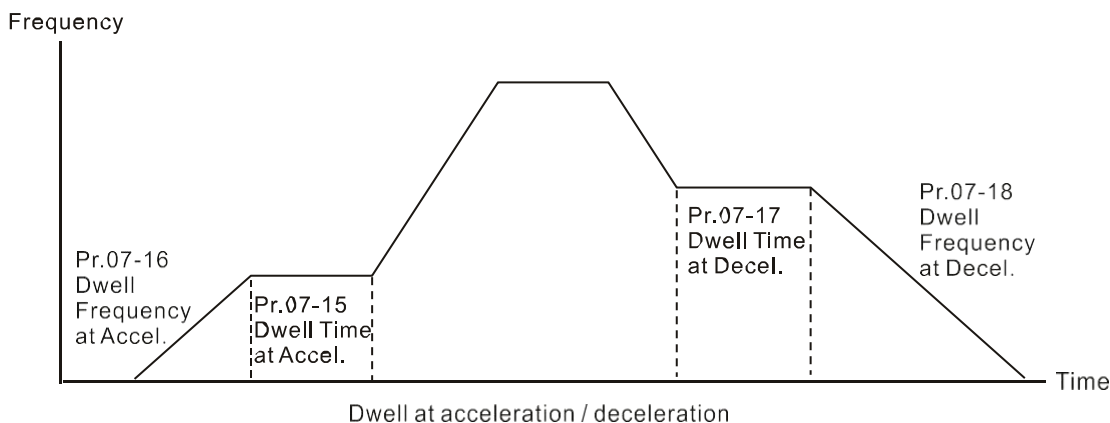 Frequency
Pr.07-16
Dwell
Frequency
at Accel.
Pr.07-15
Dwell Time
at Accel.
Pr.07-17
Dwell Time
at Decel.
Pr.07-18
Dwell
Frequency
at Decel.
Time
Dwell at acceleration / deceleration